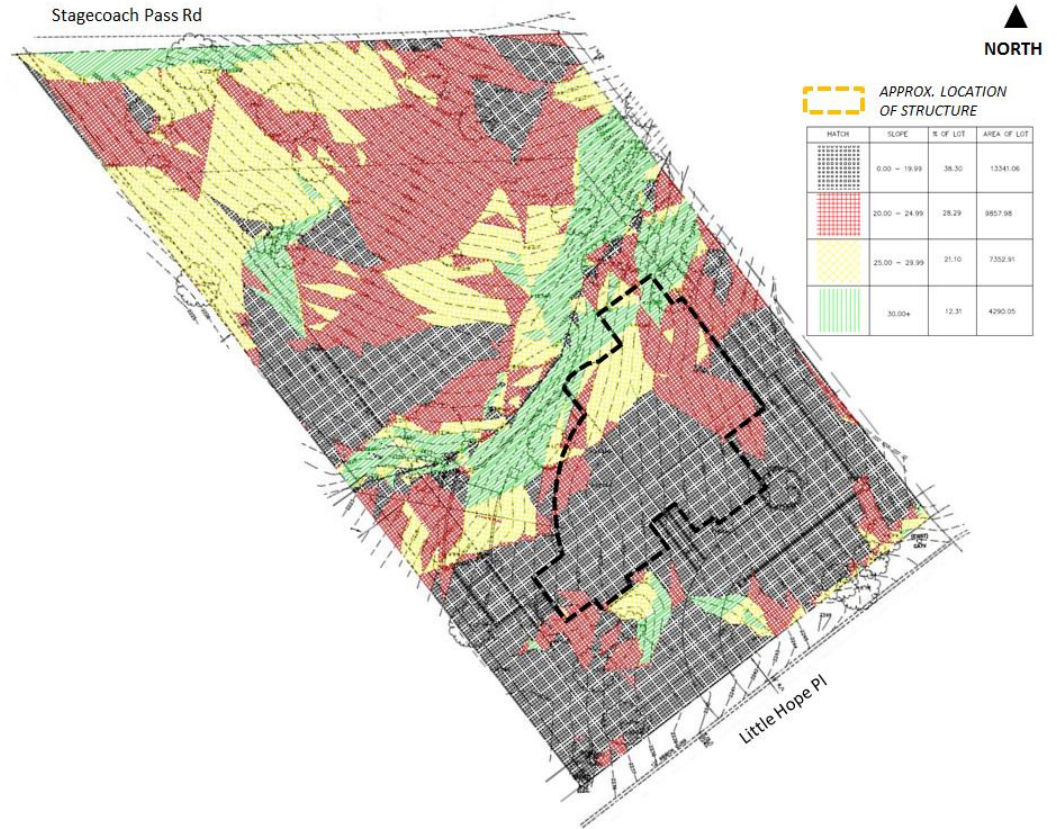 Stagecoach Pass Rd
NORTH
APPROX. LOCATION
OF STRUCTURE
HATCH SLOPE % OF LOT AREA OF LOT
0.00 - 19.99 38.30 13341.06
20.00 - 24.99 28.29 9857.98
25.00 - 29.99 21.10 7352.91
30.00+ 12.31 4290.05
Little Hope Pl